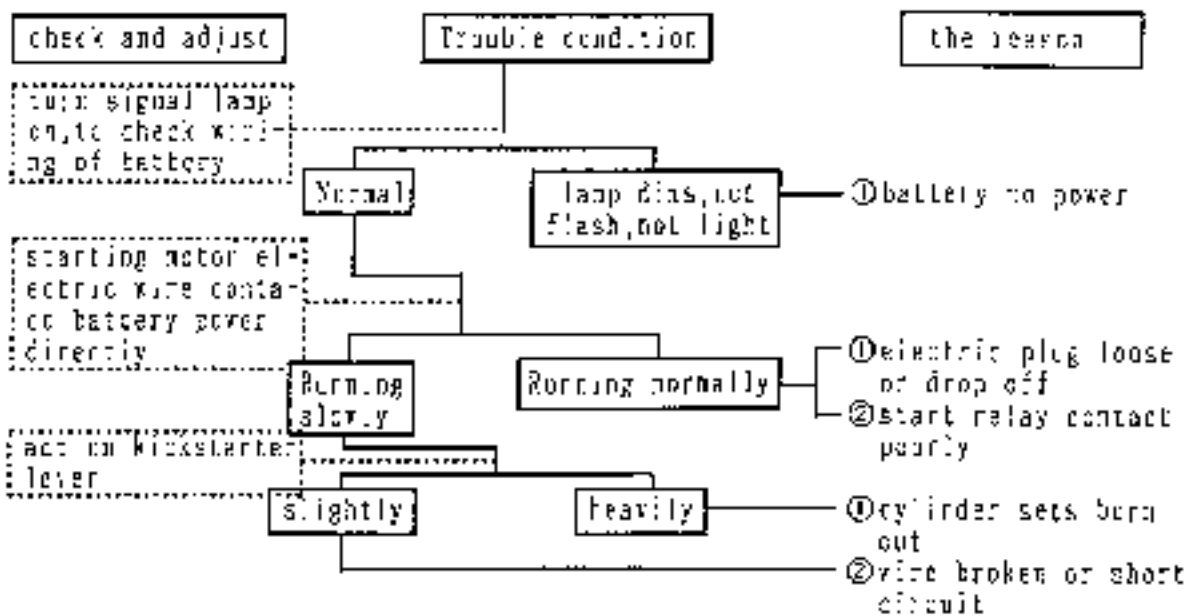 check and adjust
Trouble condition
the reason
turn signal lamp
on,to check wiri-
ng of battery
Normal
lamp dims,not
flash,not light
①battery no power
starting motor el-
ectric wire conta-
ct battery power
directly
Running
slowly
Running normally
①electric plug loose
or drop off
②start relay contact
poorly
act on kickstarter
lever
slightly
heavily
①cylinder sets burn
out
②wire broken or short
circuit